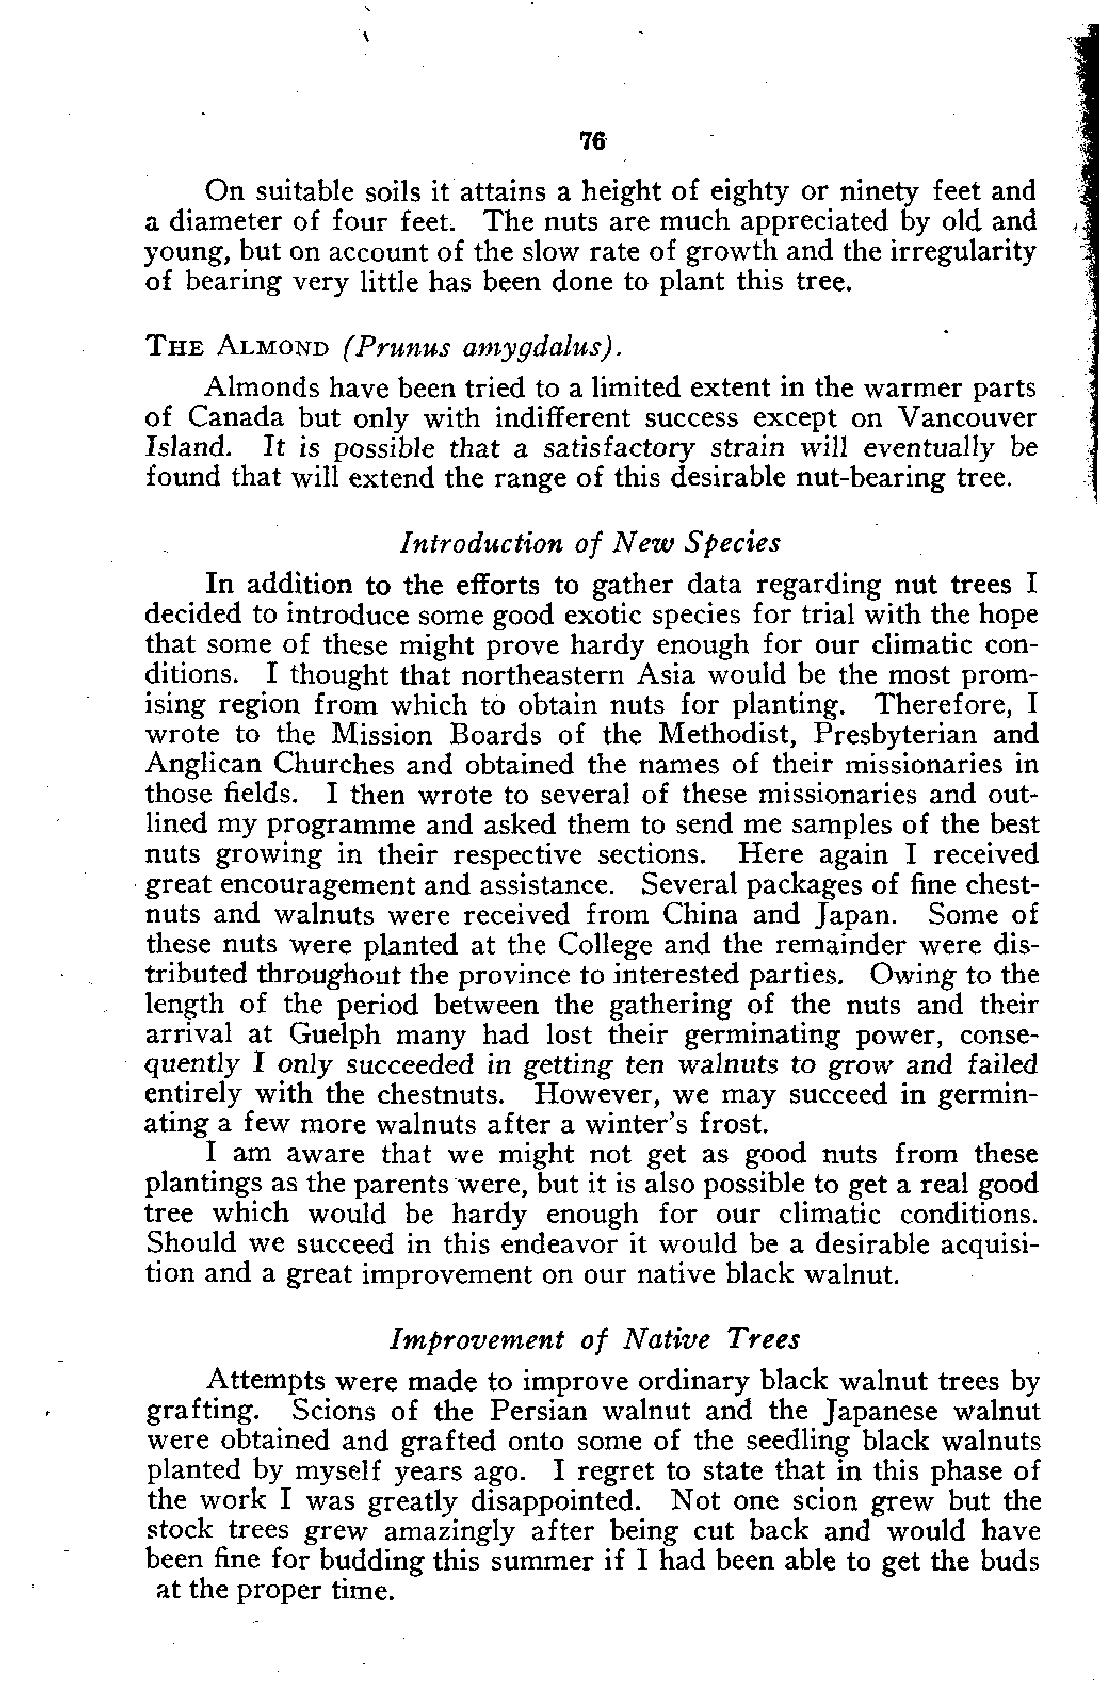 76
On suitable soils it attains a height of eighty or ninety feet and
a diameter of four feet. The nuts are much appreciated by old and
young, but on account of the slow rate of growth and the irregularity
of bearing very little has been done to plant this tree.
THE ALMOND (Prunus amygdalus).
Almonds have been tried to a limited extent in the warmer parts
of Canada but only with indifferent success except on Vancouver
Island. It is possible that a satisfactory strain will eventually be
found that will extend the range of this desirable nut-bearing tree.
Introduction of New Species
In addition to the efforts to gather data regarding nut trees I
decided to introduce some good exotic species for trial with the hope
that some of these might prove hardy enough for our climatic con-
ditions. I thought that northeastern Asia would be the most prom-
ising region from which to obtain nuts for planting. Therefore, I
wrote to the Mission Boards of the Methodist, Presbyterian and
Anglican Churches and obtained the names of their missionaries in
those fields. I then wrote to several of these missionaries and out-
lined my programme and asked them to send me samples of the best
nuts growing in their respective sections. Here again I received
great encouragement and assistance. Several packages of fine chest-
nuts and walnuts were received from China and Japan. Some of
these nuts were planted at the College and the remainder were dis-
tributed throughout the province to interested parties. Owing to the
length of the period between the gathering of the nuts and their
arrival at Guelph many had lost their germinating power, conse-
quently I only succeeded in getting ten walnuts to grow and failed
entirely with the chestnuts. However, we may succeed in germin-
ating a few more walnuts after a winter's frost.
I am aware that we might not get as good nuts from these
plantings as the parents were, but it is also possible to get a real good
tree which would be hardy enough for our climatic conditions.
Should we succeed in this endeavor it would be a desirable acquisi-
tion and a great improvement on our native black walnut.
Improvement of Native Trees
Attempts were made to improve ordinary black walnut trees by
grafting. Scions of the Persian walnut and the Japanese walnut
were obtained and grafted onto some of the seedling black walnuts
planted by myself years ago. I regret to state that in this phase of
the work I was greatly disappointed. Not one scion grew but the
stock trees grew amazingly after being cut back and would have
been fine for budding this summer if I had been able to get the buds
at the proper time.